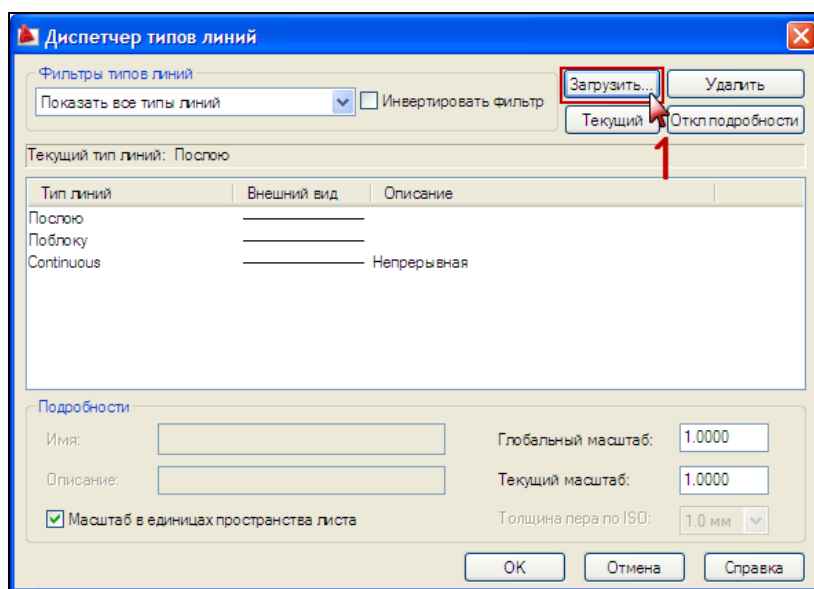 Диспетчер типов линий
Фильтры типов линий
Показать все типы линий
Инвертировать фильтр
Загрузить...
Удалить
Текущий
Откл подробности
1
Текущий тип линий: Послою
Тип линий Внешний вид Описание
Послою
Поблоку
Continuous Непрерывная
Подробности
Имя:
Глобальный масштаб: 1.0000
Описание:
Текущий масштаб: 1.0000
Масштаб в единицах пространства листа
Толщина пера по ISO: 1.0 мм
OK
Отмена
Справка